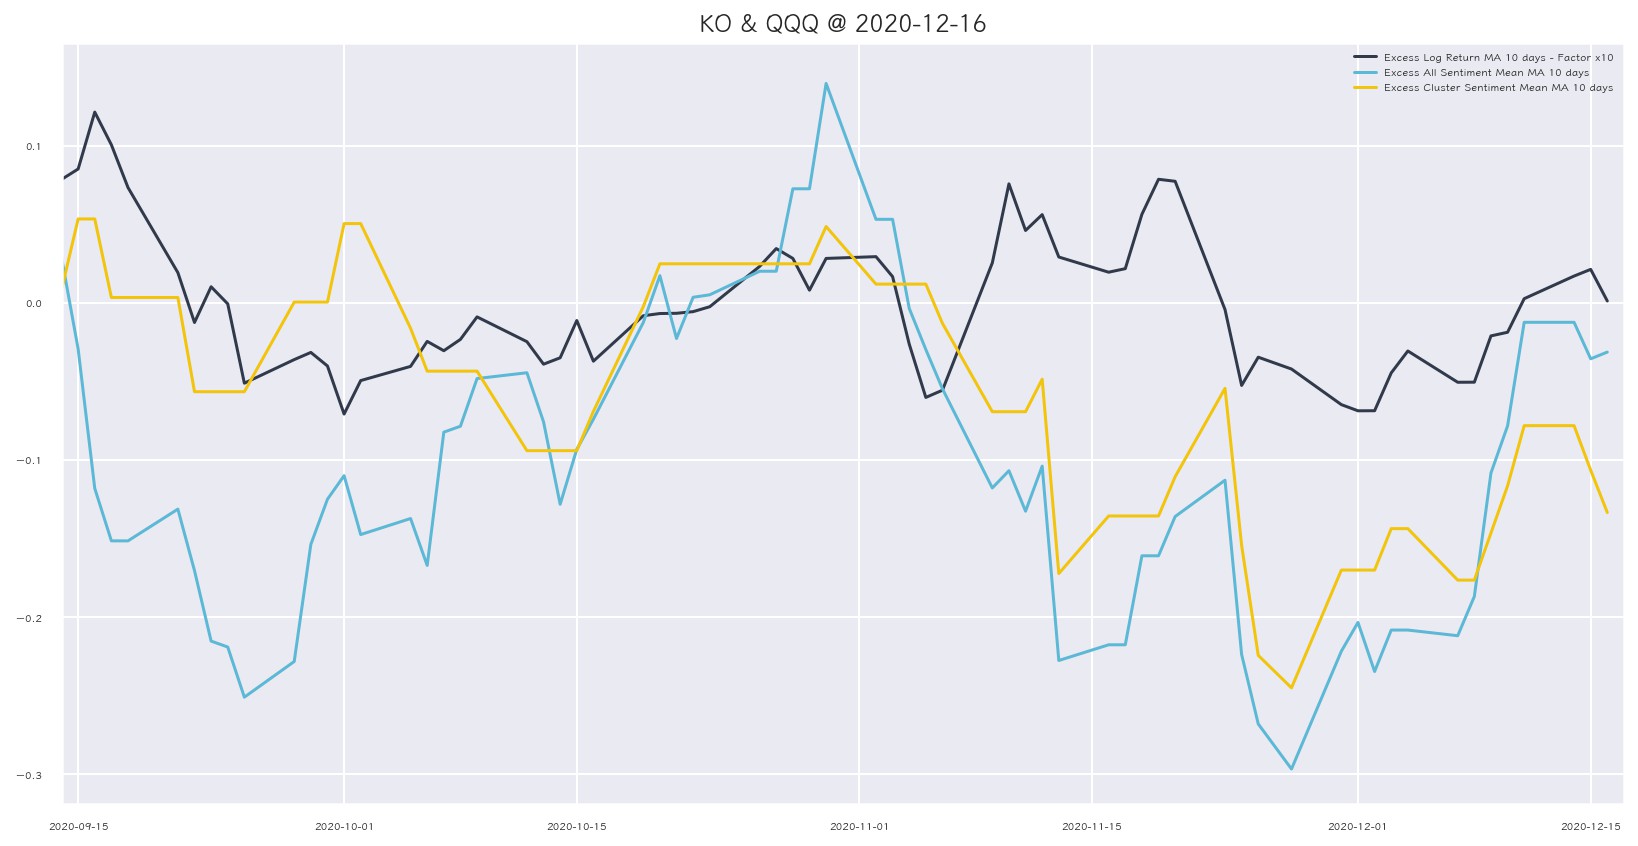 KO & QQQ @ 2020-12-16
Excess Log Return MA 10 days - Factor x10
Excess All Sentiment Mean MA 10 days
Excess Cluster Sentiment Mean MA 10 days
0.1
0.0
−0.1
−0.2
−0.3
2020-09-15 2020-10-01 2020-10-15 2020-11-01 2020-11-15 2020-12-01 2020-12-15